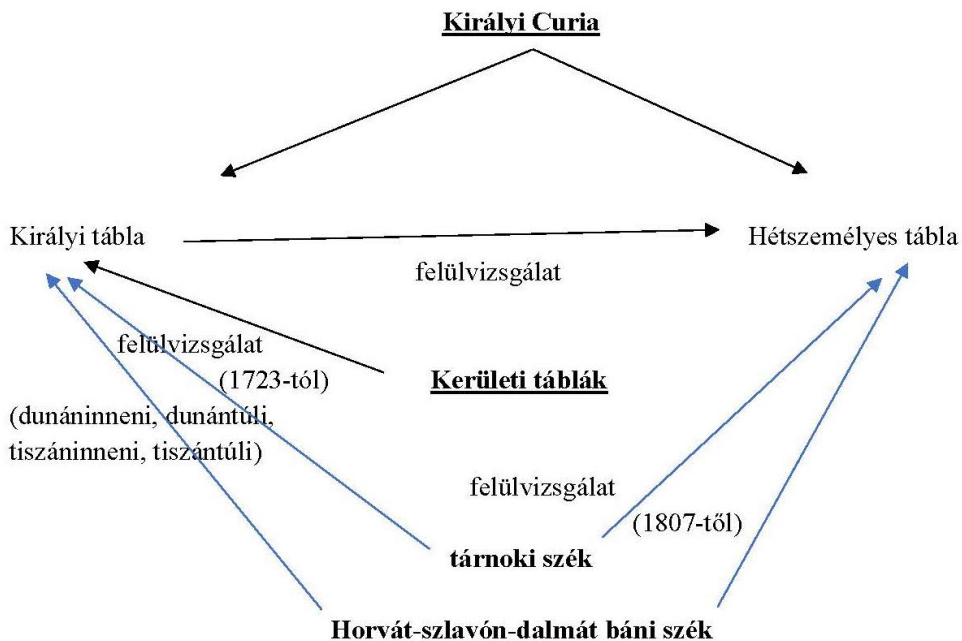 Királyi Curia
Királyi tábla
Hétszemélyes tábla
felülvizsgálat
felülvizsgálat
(1723-tól)
Kerületi táblák
(dunáninneni, dunántúli,
tiszáninneni, tiszántúli)
felülvizsgálat
(1807-től)
tárnoki szék
Horvát-szlavón-dalmát báni szék